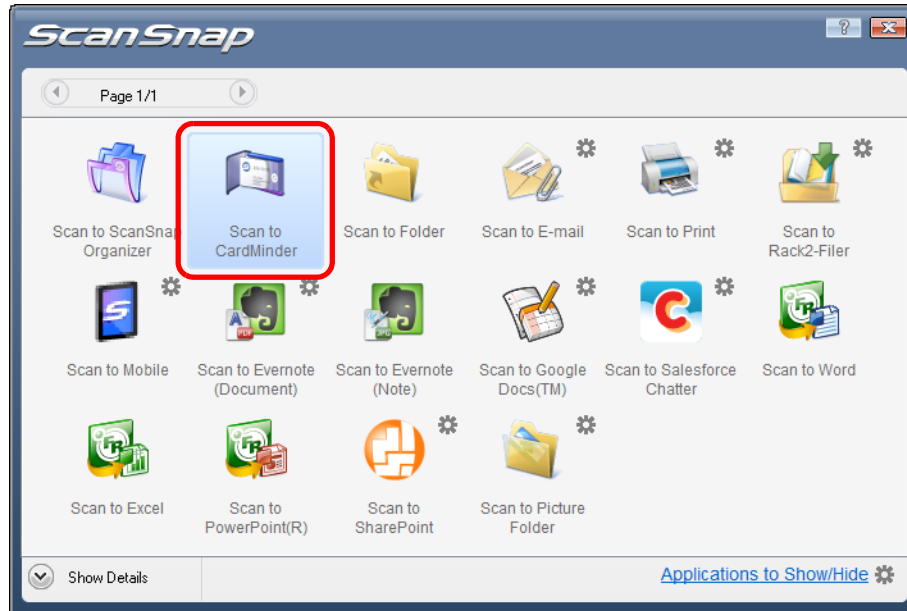 ScanSnap
?
Page 1/1
Scan to ScanSnap
Organizer
Scan to
CardMinder
Scan to Folder
Scan to E-mail
Scan to Print
Scan to
Rack2-Filer
Scan to Mobile
Scan to Evernote
(Document)
Scan to Evernote
(Note)
Scan to Google
Docs(TM)
Scan to Salesforce
Chatter
Scan to Word
Scan to Excel
Scan to
PowerPoint(R)
Scan to
SharePoint
Scan to Picture
Folder
Show Details
Applications to Show/Hide